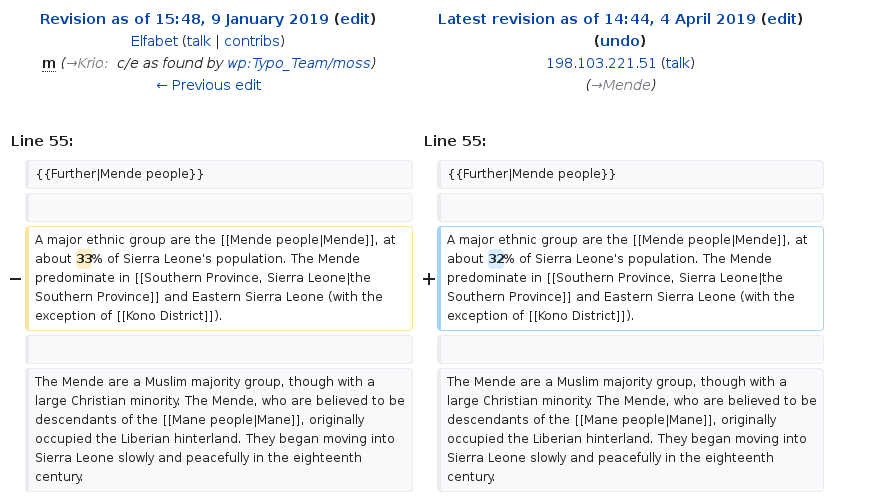 Revision as of 15:48, 9 January 2019 (edit)
Elfabet (talk | contribs)
m (→Krio: c/e as found by wp:Typo_Team/moss)
← Previous edit
Latest revision as of 14:44, 4 April 2019 (edit)
(undo)
198.103.221.51 (talk)
(→Mende)
Line 55:
Line 55:
{{Further|Mende people}}
{{Further|Mende people}}
−
A major ethnic group are the [[Mende people|Mende]], at
about 33% of Sierra Leone's population. The Mende
predominate in [[Southern Province, Sierra Leone|the
Southern Province]] and Eastern Sierra Leone (with the
exception of [[Kono District]]).
+
A major ethnic group are the [[Mende people|Mende]], at
about 32% of Sierra Leone's population. The Mende
predominate in [[Southern Province, Sierra Leone|the
Southern Province]] and Eastern Sierra Leone (with the
exception of [[Kono District]]).
The Mende are a Muslim majority group, though with a
large Christian minority. The Mende, who are believed to be
descendants of the [[Mane people|Mane]], originally
occupied the Liberian hinterland. They began moving into
Sierra Leone slowly and peacefully in the eighteenth
century.
The Mende are a Muslim majority group, though with a
large Christian minority. The Mende, who are believed to be
descendants of the [[Mane people|Mane]], originally
occupied the Liberian hinterland. They began moving into
Sierra Leone slowly and peacefully in the eighteenth
century.